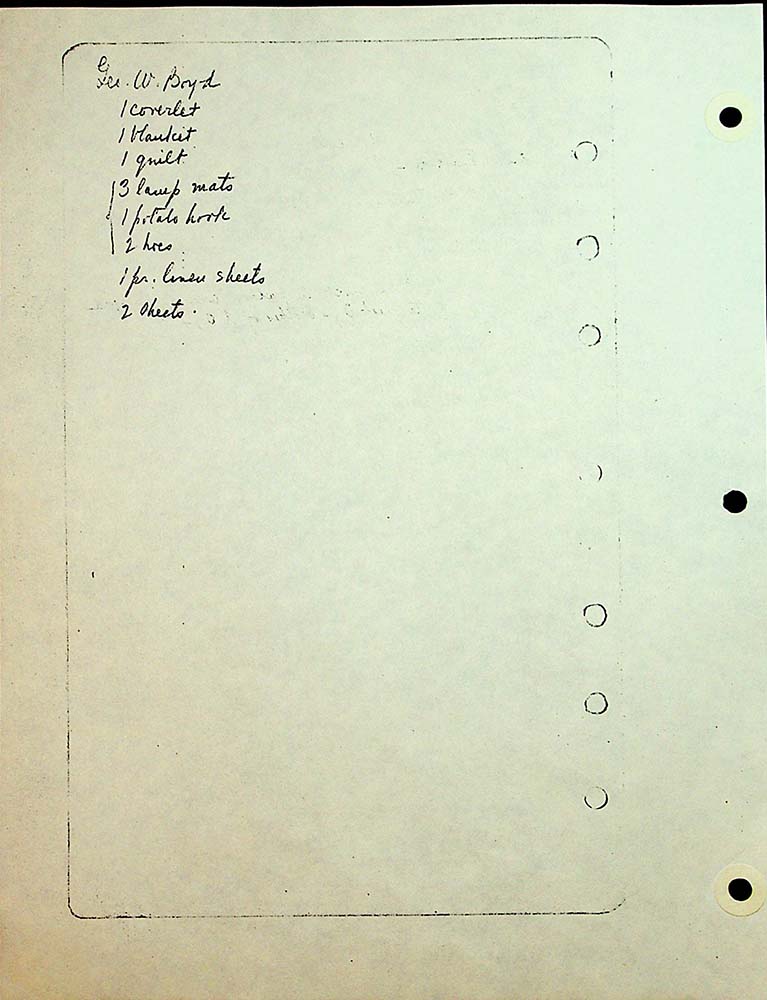 Geo. W. Boyd
1 coverlet
1 blanket
1 quilt
3 lamp mats
1 potato hook
2 hoes
1 pr. linen sheets
2 sheets.